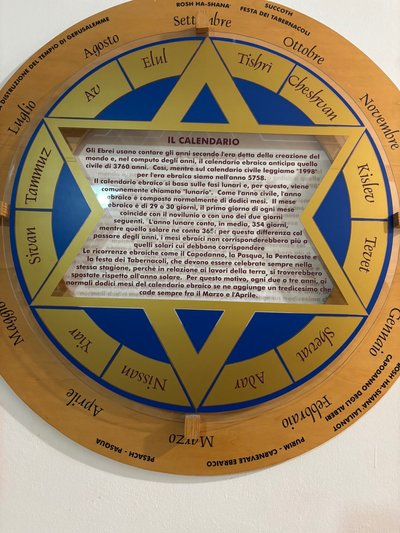 ROSH HA-SHANA'
SUCCOTH
FESTA DEI TABERNACOLI
DISTRUZIONE DEL TEMPIO DI GERUSALEMME
Settembre
Ottobre
Novembre
Gennaio
Febbraio
Marzo
Aprile
Maggio
Luglio
Agosto
Elul
Tishri
Cheshvan
Kislev
Tevet
Shevat
Adar
Nissan
Yiar
Sivan
Tammuz
Av
IL CALENDARIO
Gli Ebrei usano contare gli anni secondo l'era detta della creazione del
mondo e, nel computo degli anni, il calendario ebraico anticipa quello
civile di 3760 anni. Così, mentre sul calendario civile leggiamo "1998"
per l'era ebraica siamo nell'anno 5758.
Il calendario ebraico si basa sulle fasi lunari e, per questo, viene
comunemente chiamato "lunario". Come l'anno civile, l'anno
ebraico è composto normalmente di dodici mesi. Il mese
ebraico è di 29 o 30 giorni, il primo giorno di ogni mese
coincide con il novilunio o con uno dei due giorni
seguenti. L'anno lunare conta, in media, 354 giorni,
mentre quello solare ne conta 365: per questa differenza col
passare degli anni, i mesi ebraici non corrisponderebbero più a
quelli solari cui debbono corrispondere
Le ricorrenze ebraiche come il Capodanno, la Pasqua, la Pentecoste e
la festa dei Tabernacoli, che devono essere celebrate sempre nella
stessa stagione, perchè in relazione ai lavori della terra, si troverebbero
spostate rispetto all'anno solare. Per questo motivo, ogni due o tre anni, ai
normali dodici mesi del calendario ebraico se ne aggiunge un tredicesimo che
cade sempre fra il Marzo e l'Aprile.
ROSH HA-SHANA LAILANOT
CAPODANNO DEGLI ALBERI
PURIM - CARNEVALE EBRAICO
PESACH - PASQUA